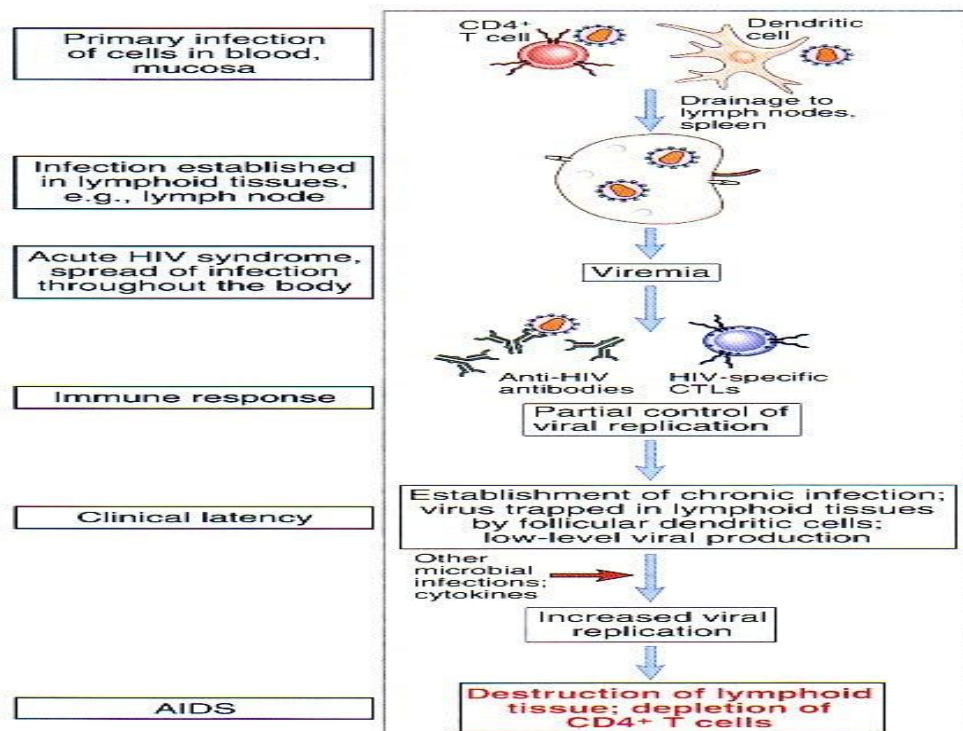 Primary infection
of cells in blood,
mucosa
CD4+
T cell
Dendritic
cell
Drainage to
lymph nodes,
spleen
Infection established
in lymphoid tissues,
e.g., lymph node
Acute HIV syndrome,
spread of infection
throughout the body
Viremia
Anti-HIV
antibodies
HIV-specific
CTLs
Immune response
Partial control of
viral replication
Clinical latency
Establishment of chronic infection;
virus trapped in lymphoid tissues
by follicular dendritic cells;
low-level viral production
Other
microbial
infections;
cytokines
Increased viral
replication
AIDS
Destruction of lymphoid
tissue; depletion of
CD4+ T cells